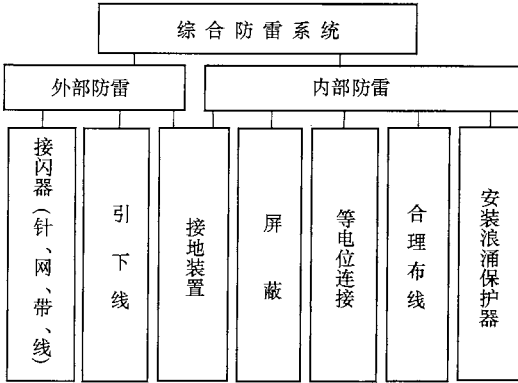 综合防雷系统
外部防雷
内部防雷
接闪器(针、网、带、线)
引下线
接地装置
屏蔽
等电位连接
合理布线
安装浪涌保护器